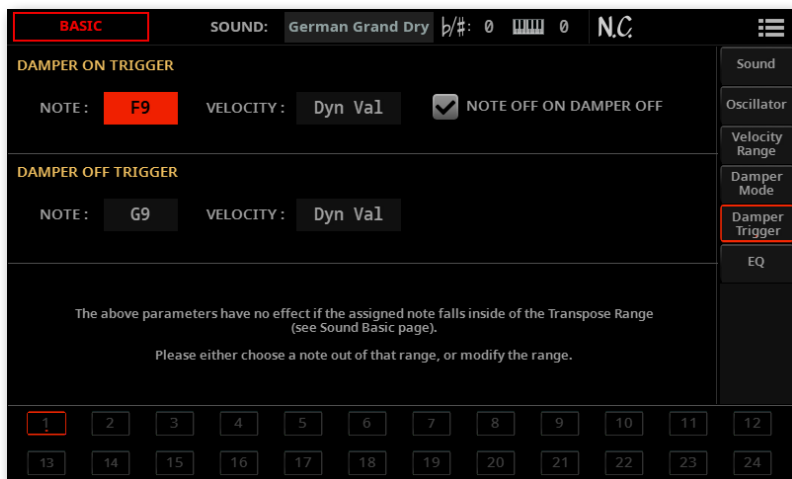 BASIC SOUND: German Grand Dry ♭/#: 0 0 N.C.
DAMPER ON TRIGGER
NOTE : F9 VELOCITY : Dyn Val NOTE OFF ON DAMPER OFF
DAMPER OFF TRIGGER
NOTE : G9 VELOCITY : Dyn Val
The above parameters have no effect if the assigned note falls inside of the Transpose Range
(see Sound Basic page).
Please either choose a note out of that range, or modify the range.
Sound
Oscillator
Velocity
Range
Damper
Mode
Damper
Trigger
EQ
1 2 3 4 5 6 7 8 9 10 11 12
13 14 15 16 17 18 19 20 21 22 23 24